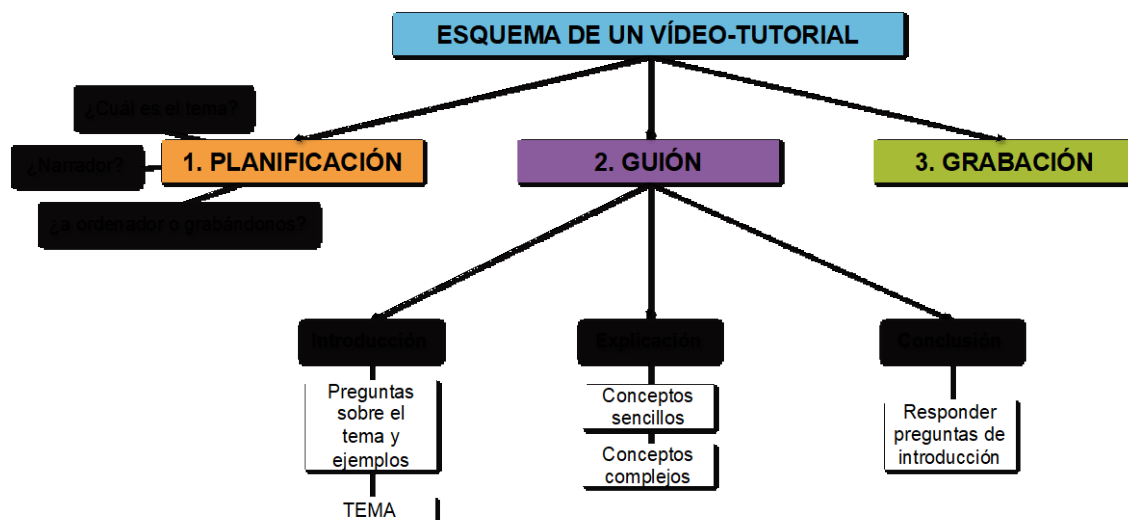 ESQUEMA DE UN VÍDEO-TUTORIAL
¿Cuál es el tema?
1. PLANIFICACIÓN
2. GUIÓN
3. GRABACIÓN
¿Narrador?
¿a ordenador o grabándonos?
Introducción
Explicación
Conclusión
Preguntas
sobre el
tema y
ejemplos
TEMA
Conceptos
sencillos
Conceptos
complejos
Responder
preguntas de
introducción